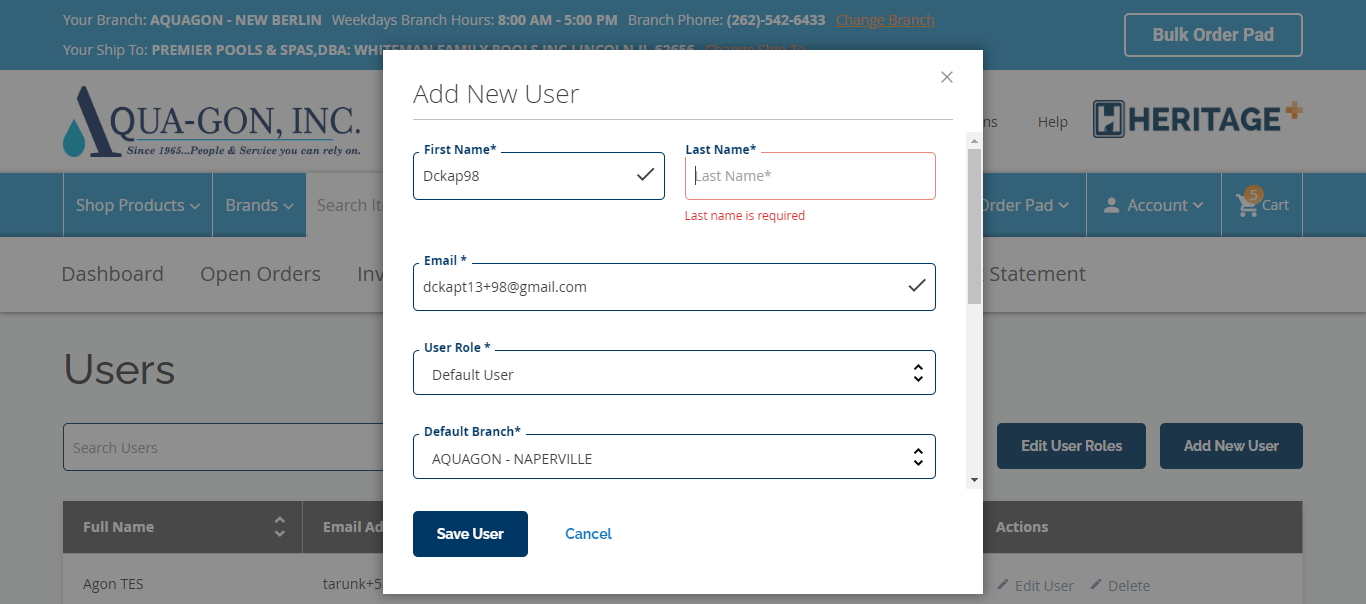 Your Branch: AQUAGON - NEW BERLIN Weekdays Branch Hours: 8:00 AM - 5:00 PM Branch Phone: (262)-542-6433 Change Branch
Your Ship To: PREMIER POOLS & SPAS,DBA: WHITEMAN FAMILY POOLS INC LINCOLN IL 62656 Change Ship To
Bulk Order Pad
AQUA-GON, INC.
Since 1965...People & Service you can rely on.
Help
HERITAGE+
Shop Products
Brands
Search
Order Pad
Account
5
Cart
Dashboard
Open Orders
Statement
Users
Search Users
Edit User Roles
Add New User
Full Name
Email
Actions
Agon TES
tarunk+5
Edit User
Delete
Add New User
First Name*
Dckap98
Last Name*
Last Name*
Last name is required
Email *
dckapt13+98@gmail.com
User Role *
Default User
Default Branch*
AQUAGON - NAPERVILLE
Save User
Cancel